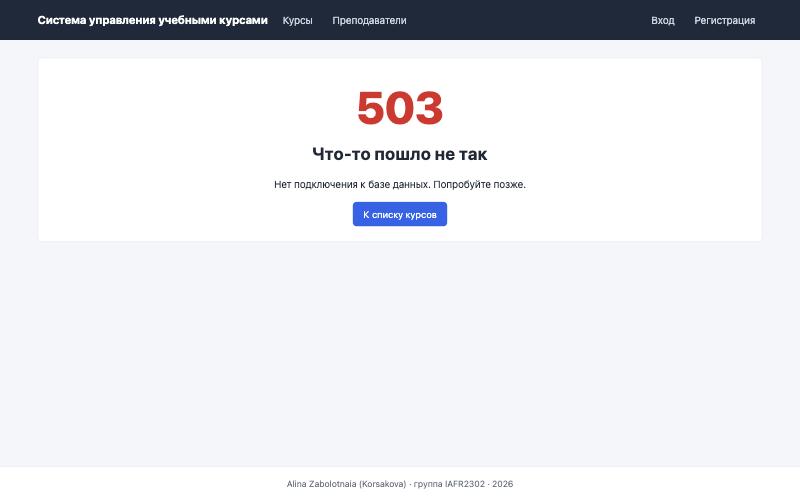 Система управления учебными курсами Курсы Преподаватели Вход Регистрация
503
Что-то пошло не так
Нет подключения к базе данных. Попробуйте позже.
К списку курсов
Alina Zabolotnaia (Korsakova) · группа IAFR2302 · 2026